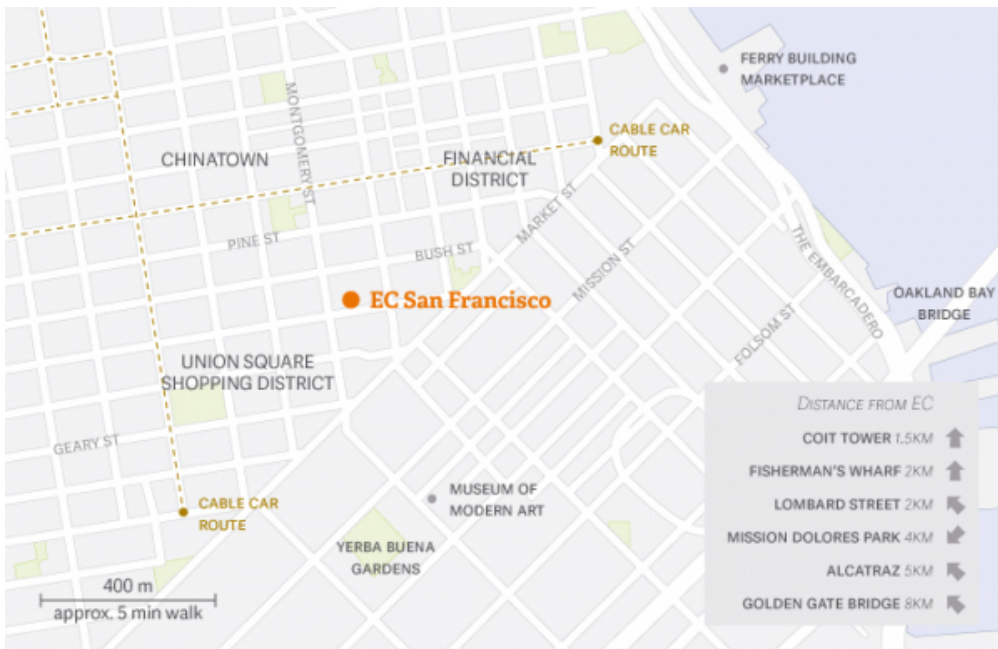 FERRY BUILDING
MARKETPLACE
MONTGOMERY ST
CABLE CAR
ROUTE
CHINATOWN
FINANCIAL
DISTRICT
MARKET ST
PINE ST
BUSH ST
MISSION ST
THE EMBARCADERO
EC San Francisco
OAKLAND BAY
BRIDGE
FOLSOM ST
UNION SQUARE
SHOPPING DISTRICT
GEARY ST
DISTANCE FROM EC
COIT TOWER 1.5KM
FISHERMAN'S WHARF 2KM
LOMBARD STREET 2KM
MISSION DOLORES PARK 4KM
ALCATRAZ 5KM
GOLDEN GATE BRIDGE 8KM
CABLE CAR
ROUTE
MUSEUM OF
MODERN ART
YERBA BUENA
GARDENS
400 m
approx. 5 min walk